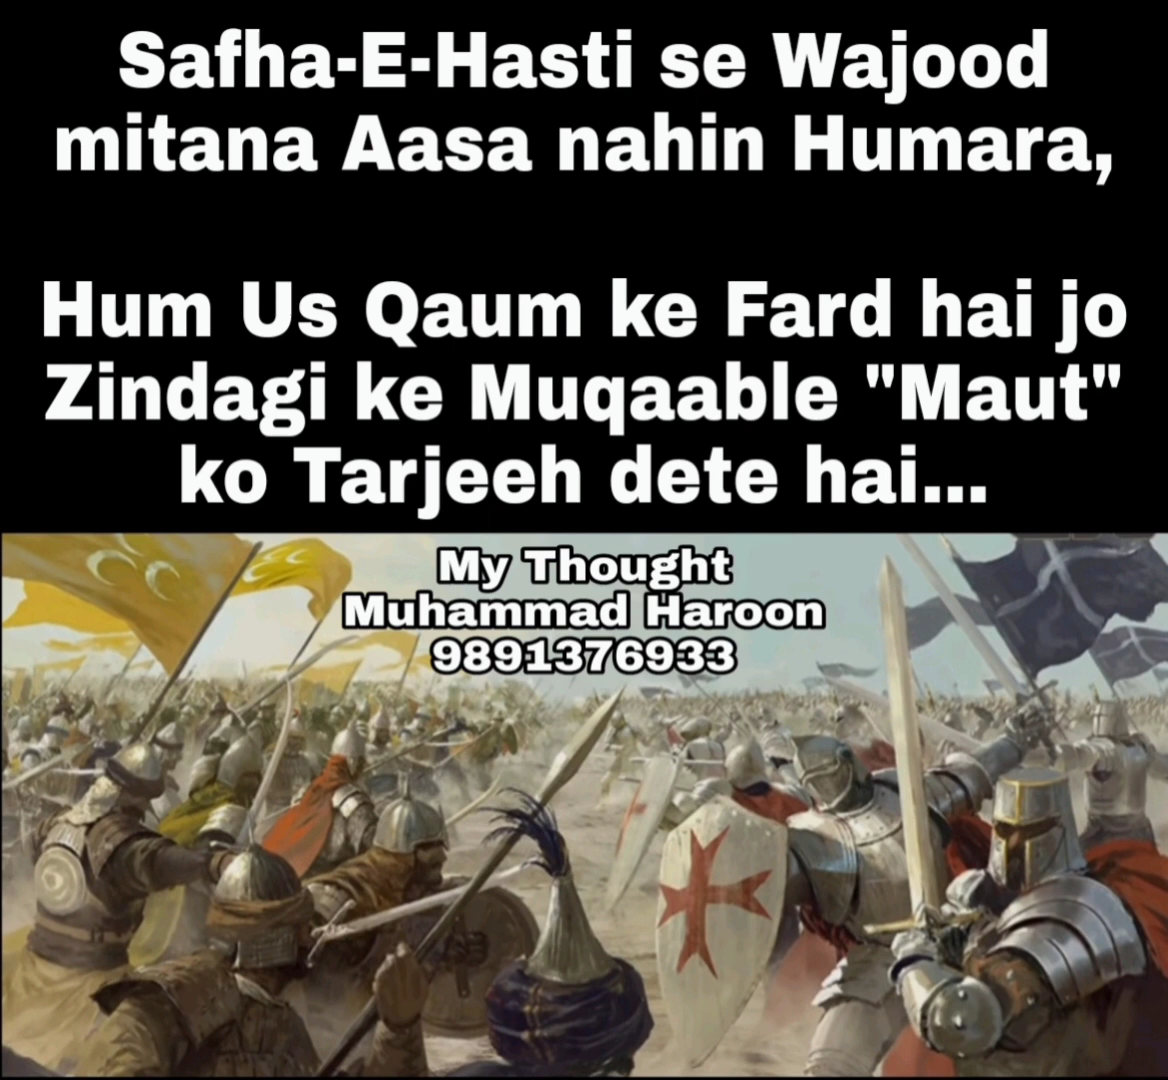 Safha-E-Hasti se Wajood
mitana Aasa nahin Humara,
Hum Us Qaum ke Fard hai jo
Zindagi ke Muqaable "Maut"
ko Tarjeeh dete hai...
My Thought
Muhammad Haroon
9891376933